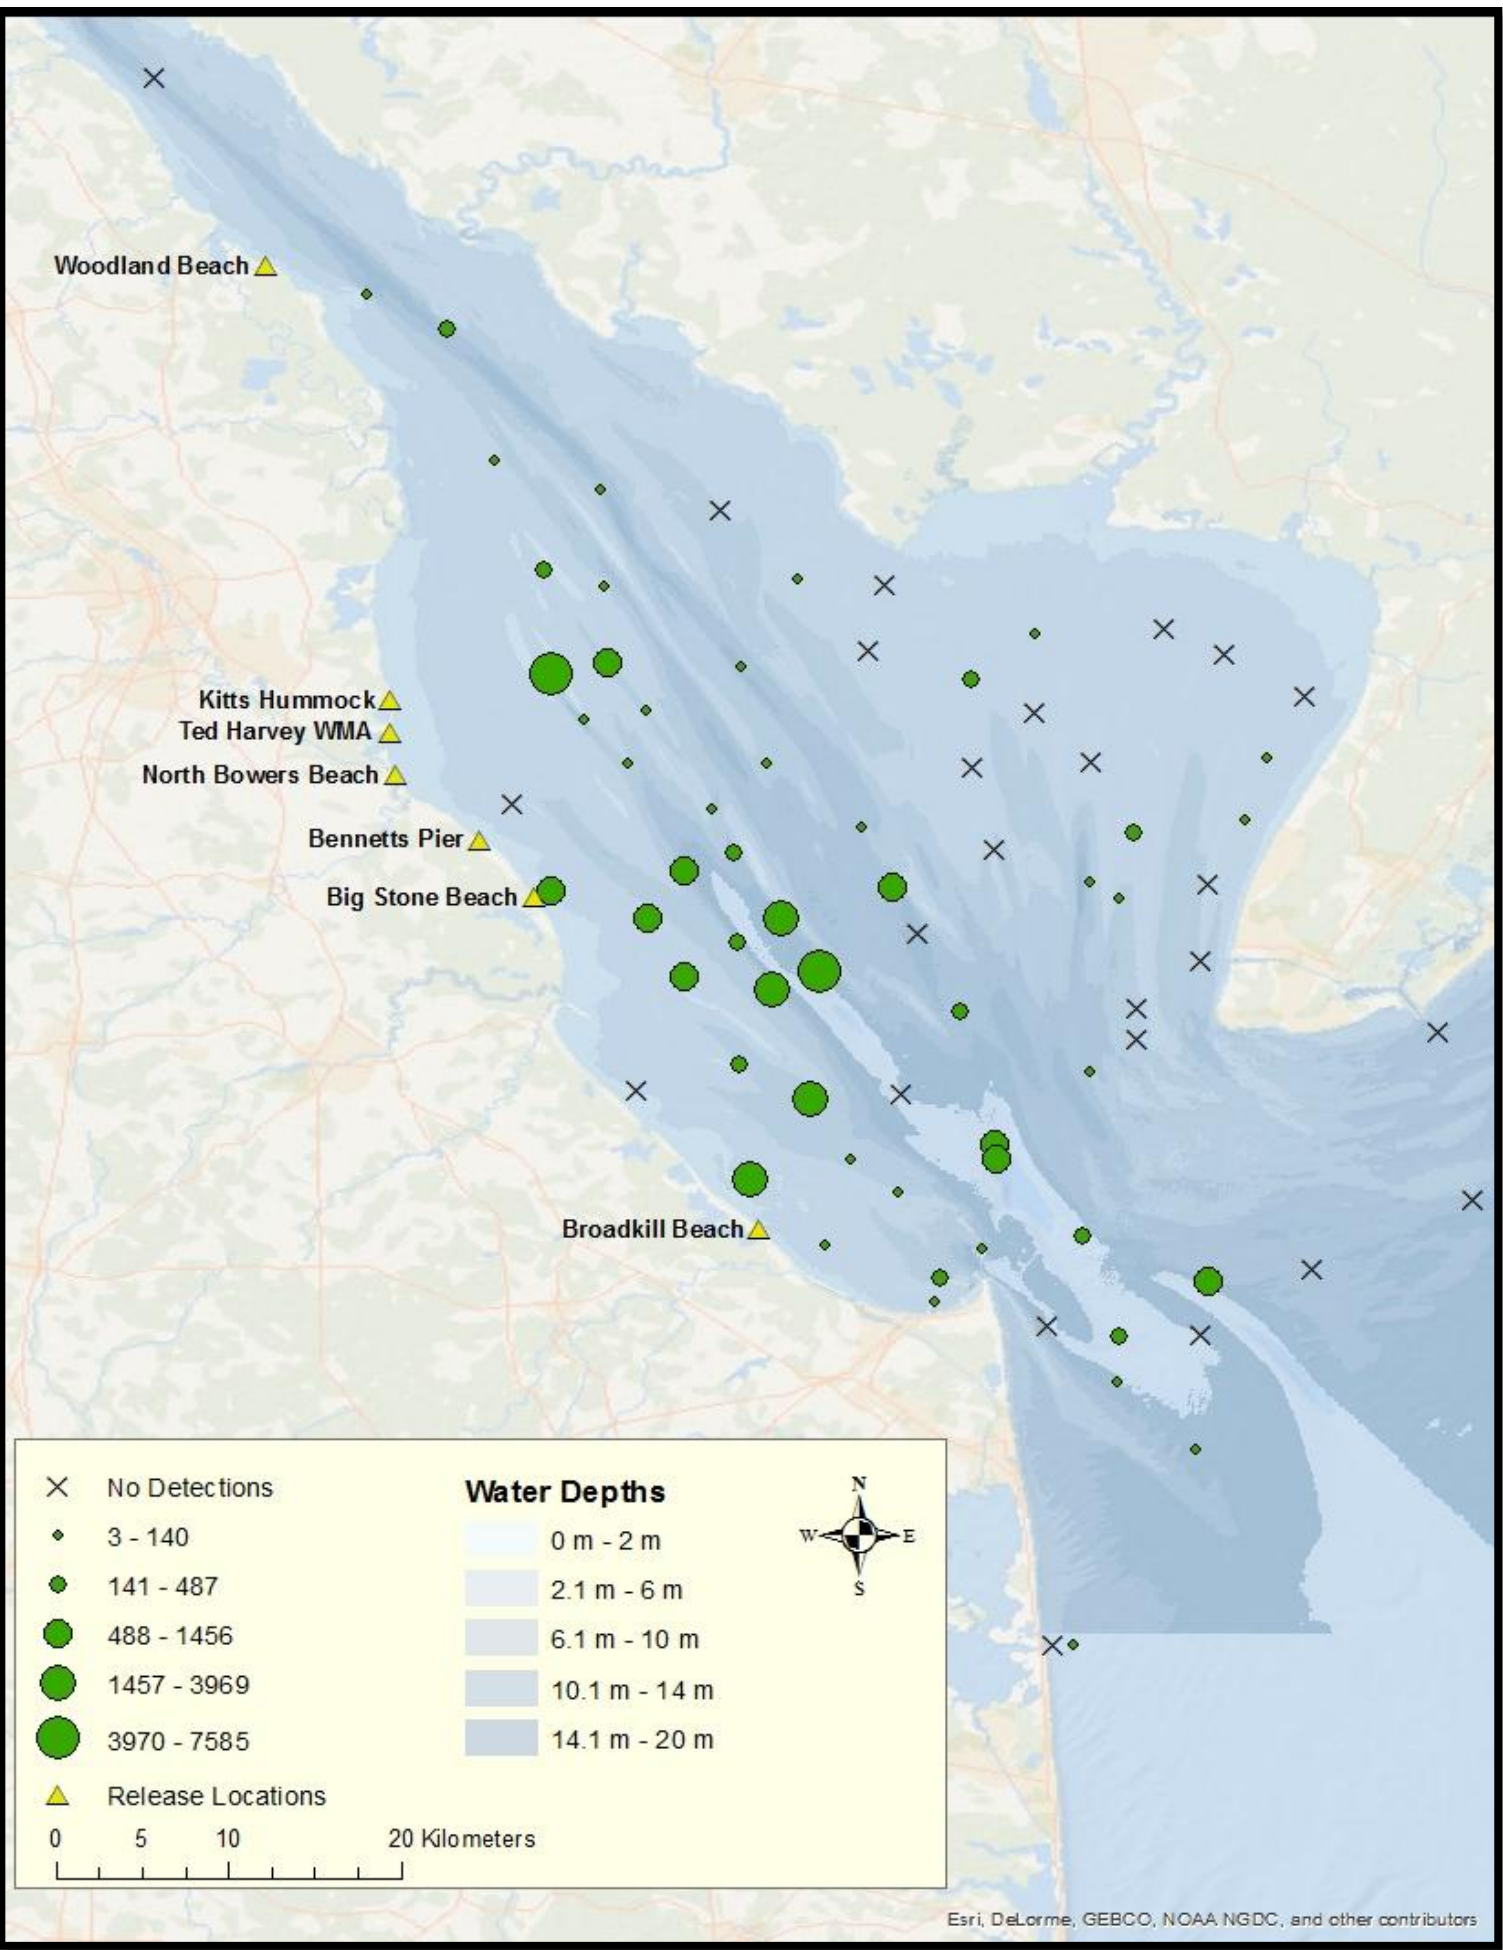 Woodland Beach
Kitts Hummock
Ted Harvey WMA
North Bowers Beach
Bennetts Pier
Big Stone Beach
Broadkill Beach
No Detections
3 - 140
141 - 487
488 - 1456
1457 - 3969
3970 - 7585
Release Locations
0 5 10 20 Kilometers
Water Depths
0 m - 2 m
2.1 m - 6 m
6.1 m - 10 m
10.1 m - 14 m
14.1 m - 20 m
N
W E
S
Esri, DeLorme, GEBCO, NOAA NGDC, and other contributors